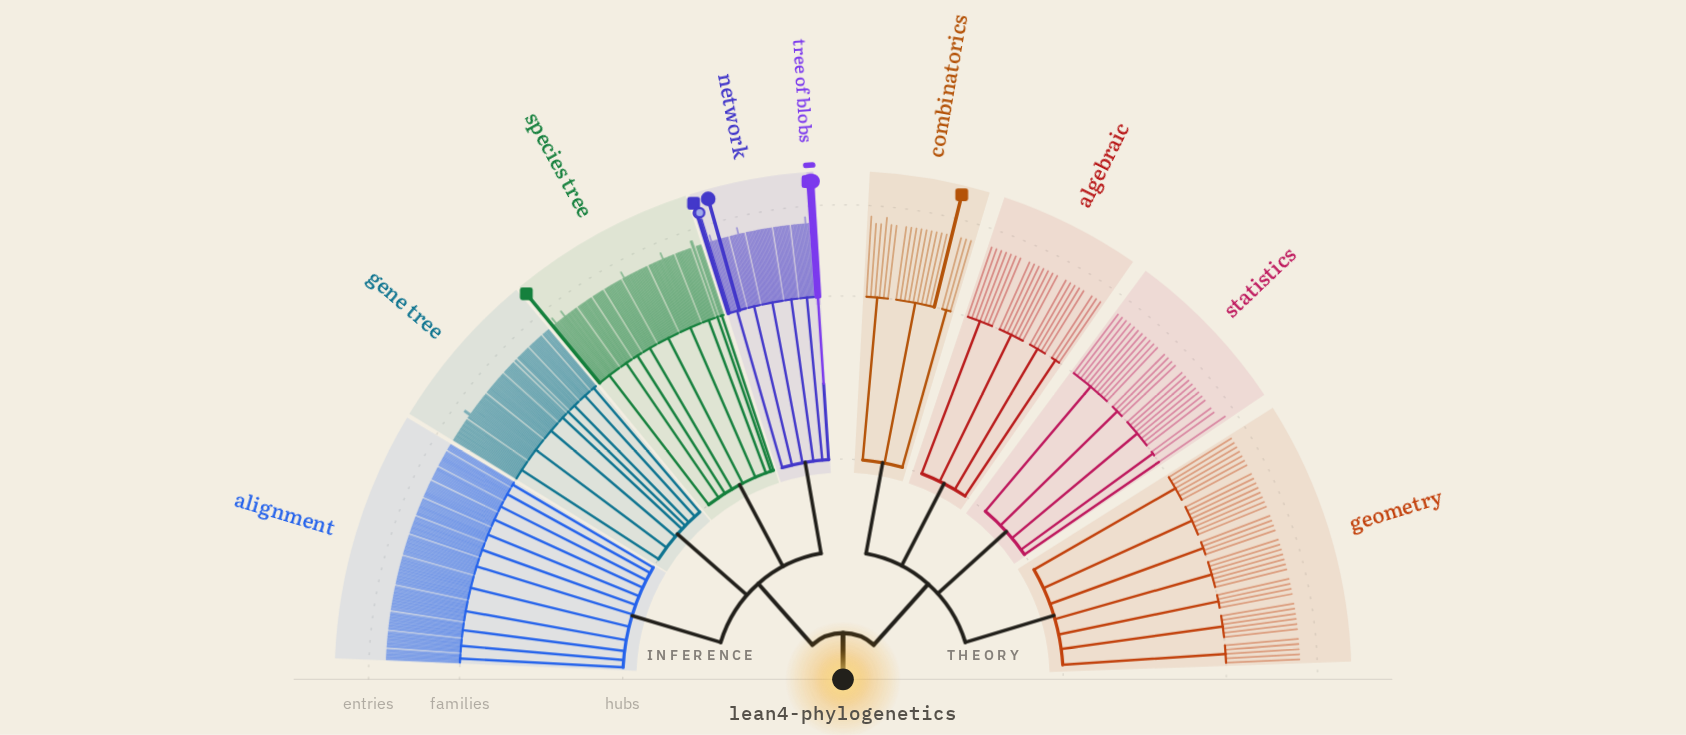 alignment
gene tree
species tree
network
tree of blobs
combinatorics
algebraic
statistics
geometry
INFERENCE
THEORY
entries
families
hubs
lean4-phylogenetics